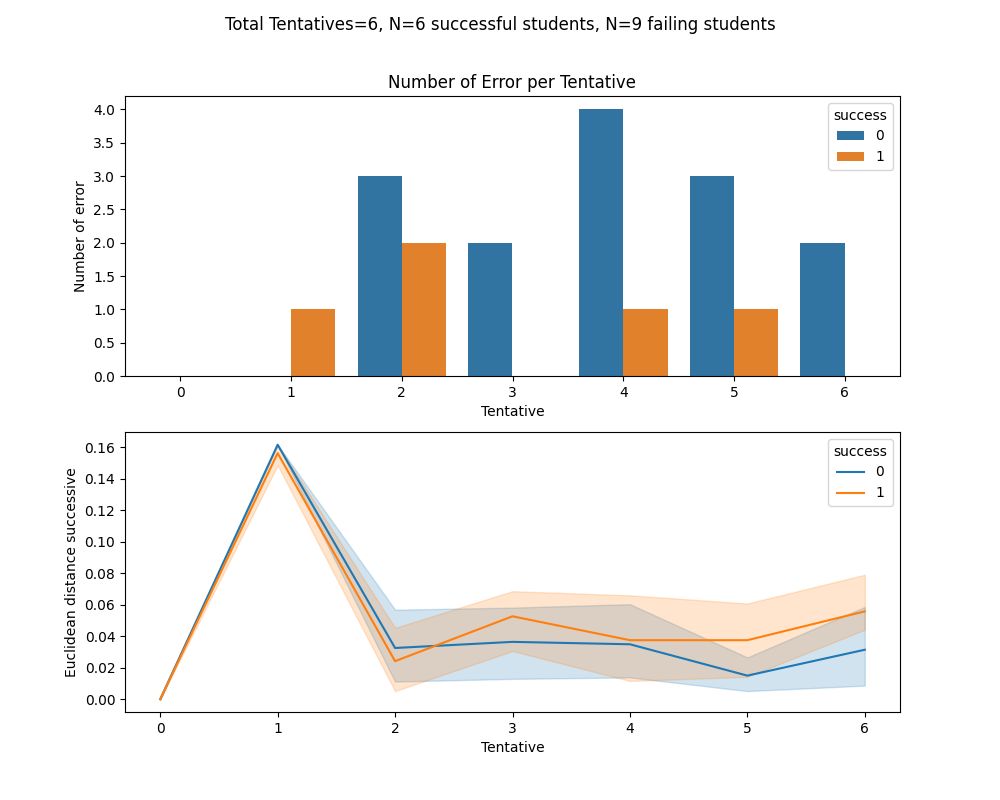 Total Tentatives=6, N=6 successful students, N=9 failing students
Number of Error per Tentative
4.0
3.5
3.0
2.5
2.0
1.5
1.0
0.5
0.0
Number of error
success
0
1
0 1 2 3 4 5 6
Tentative
0.16
0.14
0.12
0.10
0.08
0.06
0.04
0.02
0.00
Euclidean distance successive
success
0
1
0 1 2 3 4 5 6
Tentative